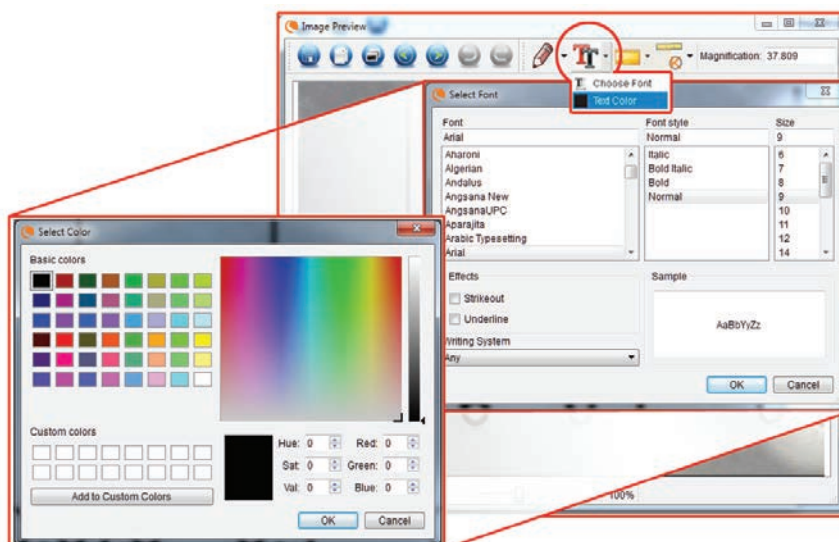 Image Preview
Magnification: 37.809
Choose Font
Text Color
Select Font
Font
Font style
Size
Arial
Normal
9
Aharoni
Algerian
Andalus
Angsana New
AngsanaUPC
Aparajita
Arabic Typesetting
Arial
Italic
Bold Italic
Bold
Normal
6
7
8
9
10
11
12
14
Effects
Strikeout
Underline
Sample
AaBbYyZz
Writing System
Any
OK
Cancel
Select Color
Basic colors
Custom colors
Add to Custom Colors
Hue: 0
Red: 0
Sat: 0
Green: 0
Val: 0
Blue: 0
OK
Cancel
100%